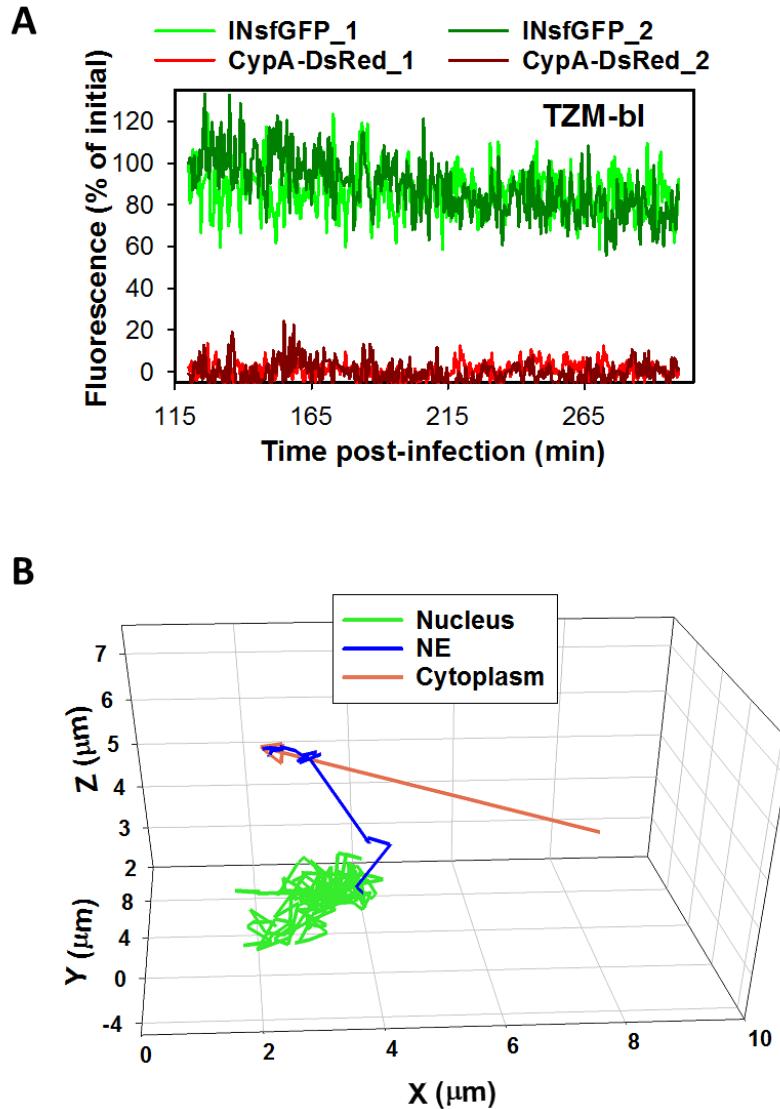 A
INsfGFP_1 INsfGFP_2
CypA-DsRed_1 CypA-DsRed_2
TZM-bl
Fluorescence (% of initial)
120
100
80
60
40
20
0
115 165 215 265
Time post-infection (min)
B
Nucleus
NE
Cytoplasm
Z (μm)
7
6
5
4
3
2
Y (μm)
8
4
0
-4
0 2 4 6 8 10
X (μm)